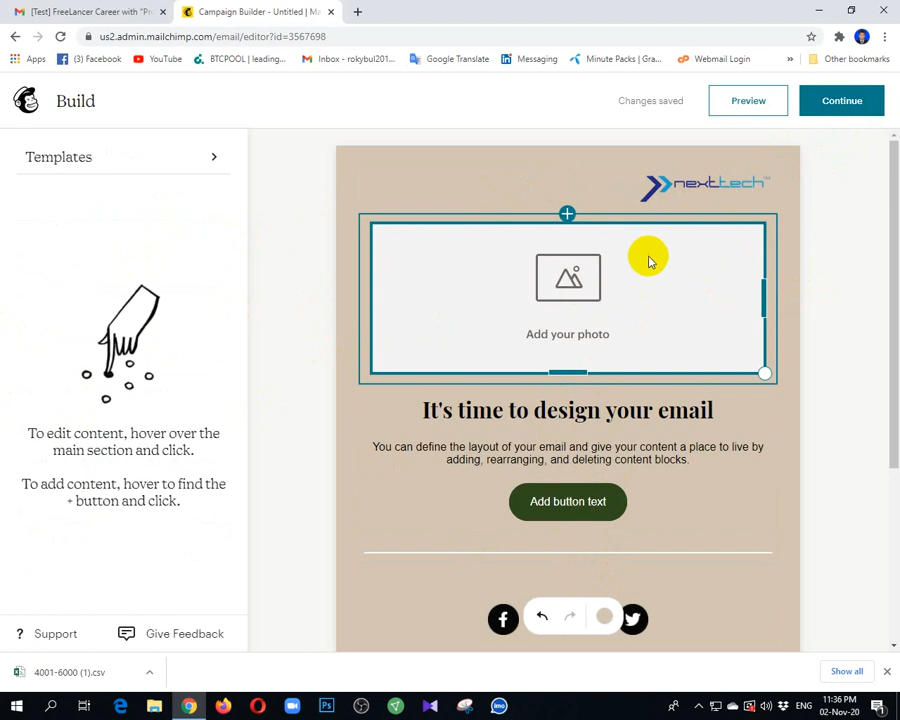 [Test] FreeLancer Career with "Pr
Campaign Builder - Untitled | Ma
us2.admin.mailchimp.com/email/editor?id=3567698
Apps
(3) Facebook
YouTube
BTCPOOL | leading...
Inbox - rokybul201...
Google Translate
Messaging
Minute Packs | Gra...
Webmail Login
»
Other bookmarks
Build
Changes saved
Preview
Continue
Templates
nexttech™
Add your photo
It's time to design your email
You can define the layout of your email and give your content a place to live by
adding, rearranging, and deleting content blocks.
Add button text
To edit content, hover over the
main section and click.
To add content, hover to find the
+ button and click.
? Support
Give Feedback
4001-6000 (1).csv
Show all
Ps
imo
ENG
11:36 PM
02-Nov-20